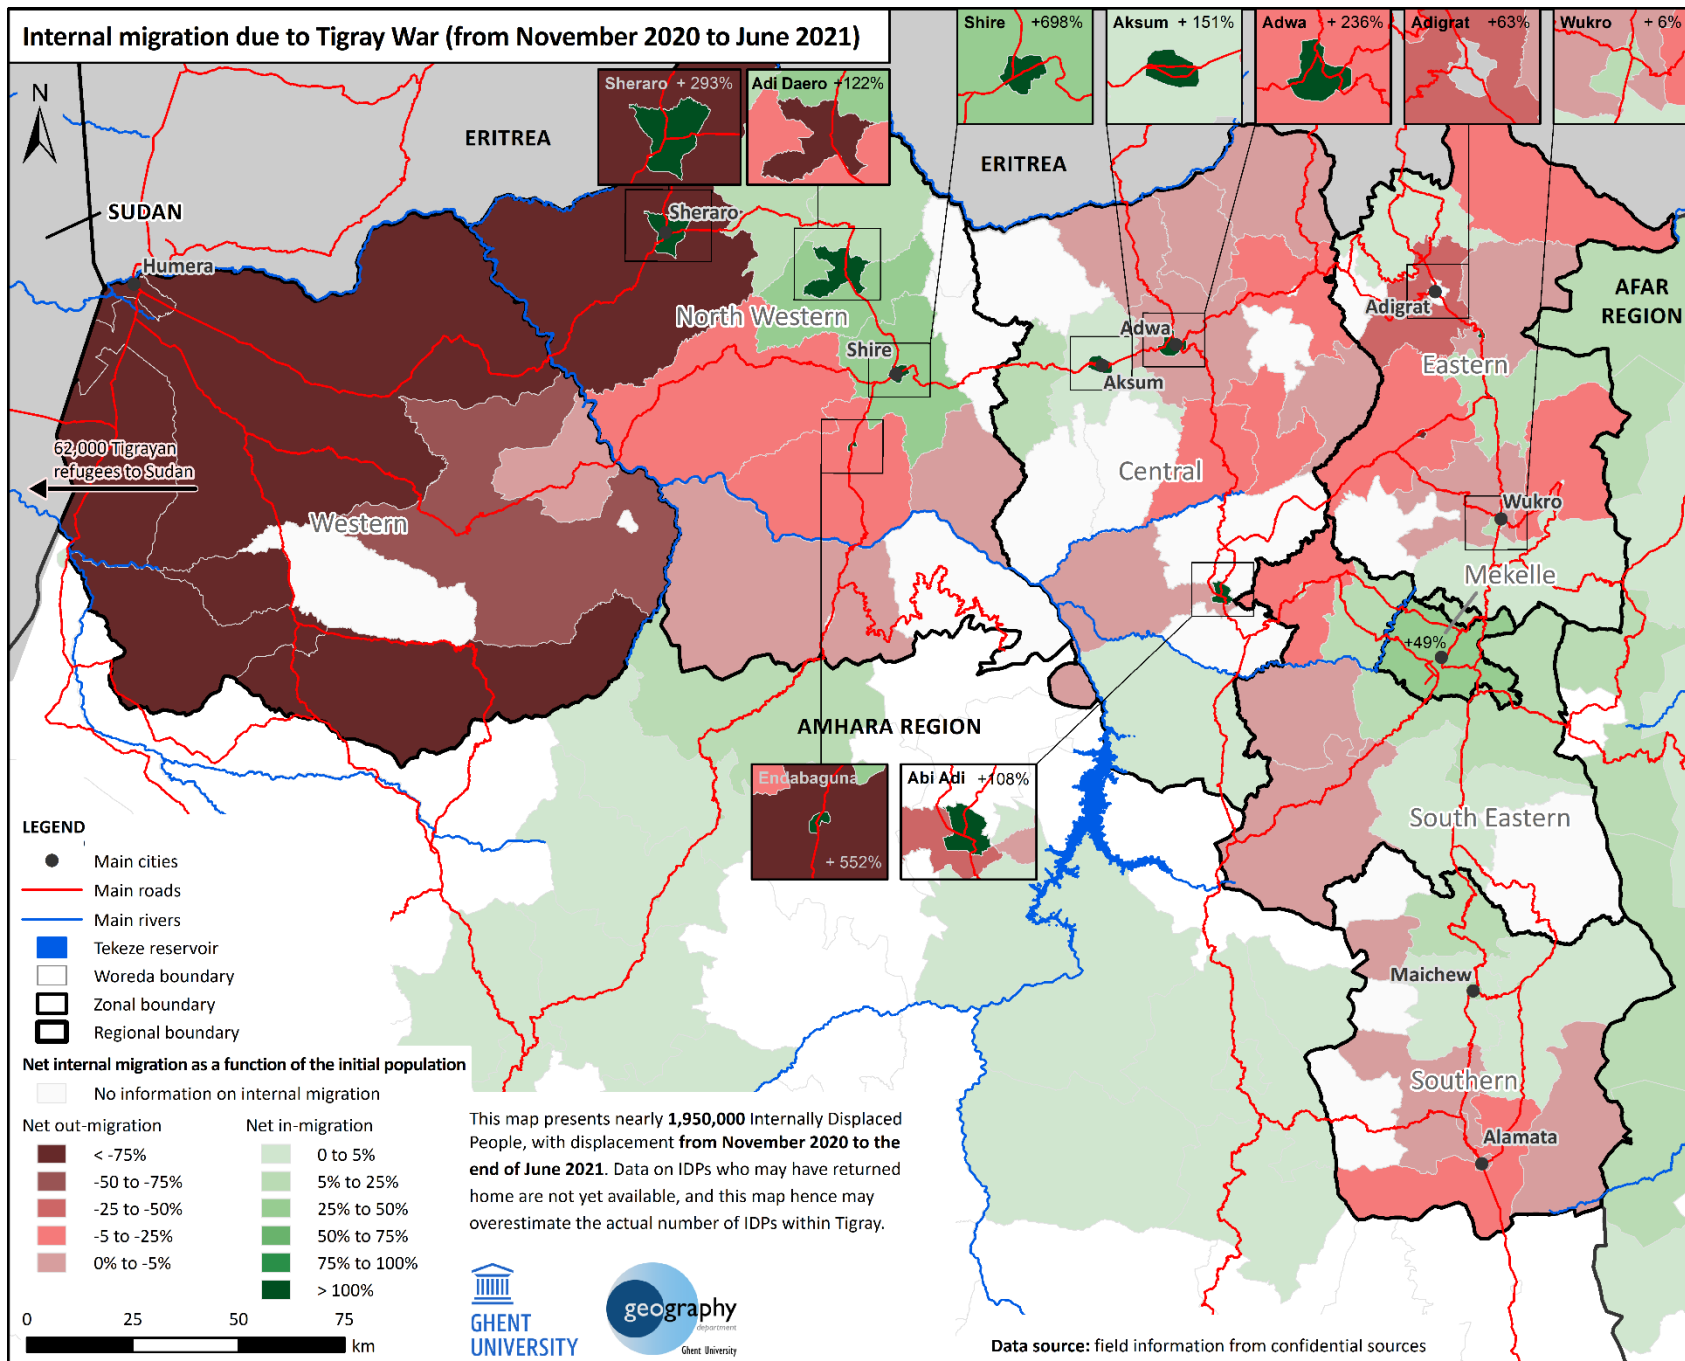 Internal migration due to Tigray War (from November 2020 to June 2021)
Shire +698%
Aksum + 151%
Adwa + 236%
Adigrat +63%
Wukro + 6%
Sheraro + 293%
Adi Daero +122%
N
ERITREA
ERITREA
SUDAN
Sheraro
Humera
AFAR
REGION
Adigrat
North Western
Adwa
Shire
Eastern
Aksum
62,000 Tigrayan
refugees to Sudan
Central
Western
Wukro
Mekelle
+49%
AMHARA REGION
Endabaguna
+ 552%
Abi Adi +108%
South Eastern
Maichew
Southern
Alamata
LEGEND
Main cities
Main roads
Main rivers
Tekeze reservoir
Woreda boundary
Zonal boundary
Regional boundary
Net internal migration as a function of the initial population
No information on internal migration
Net out-migration Net in-migration
< -75% 0 to 5%
-50 to -75% 5% to 25%
-25 to -50% 25% to 50%
-5 to -25% 50% to 75%
0% to -5% 75% to 100%
> 100%
0 25 50 75
km
This map presents nearly 1,950,000 Internally Displaced
People, with displacement from November 2020 to the
end of June 2021. Data on IDPs who may have returned
home are not yet available, and this map hence may
overestimate the actual number of IDPs within Tigray.
GHENT
UNIVERSITY
geography
department
Ghent University
Data source: field information from confidential sources